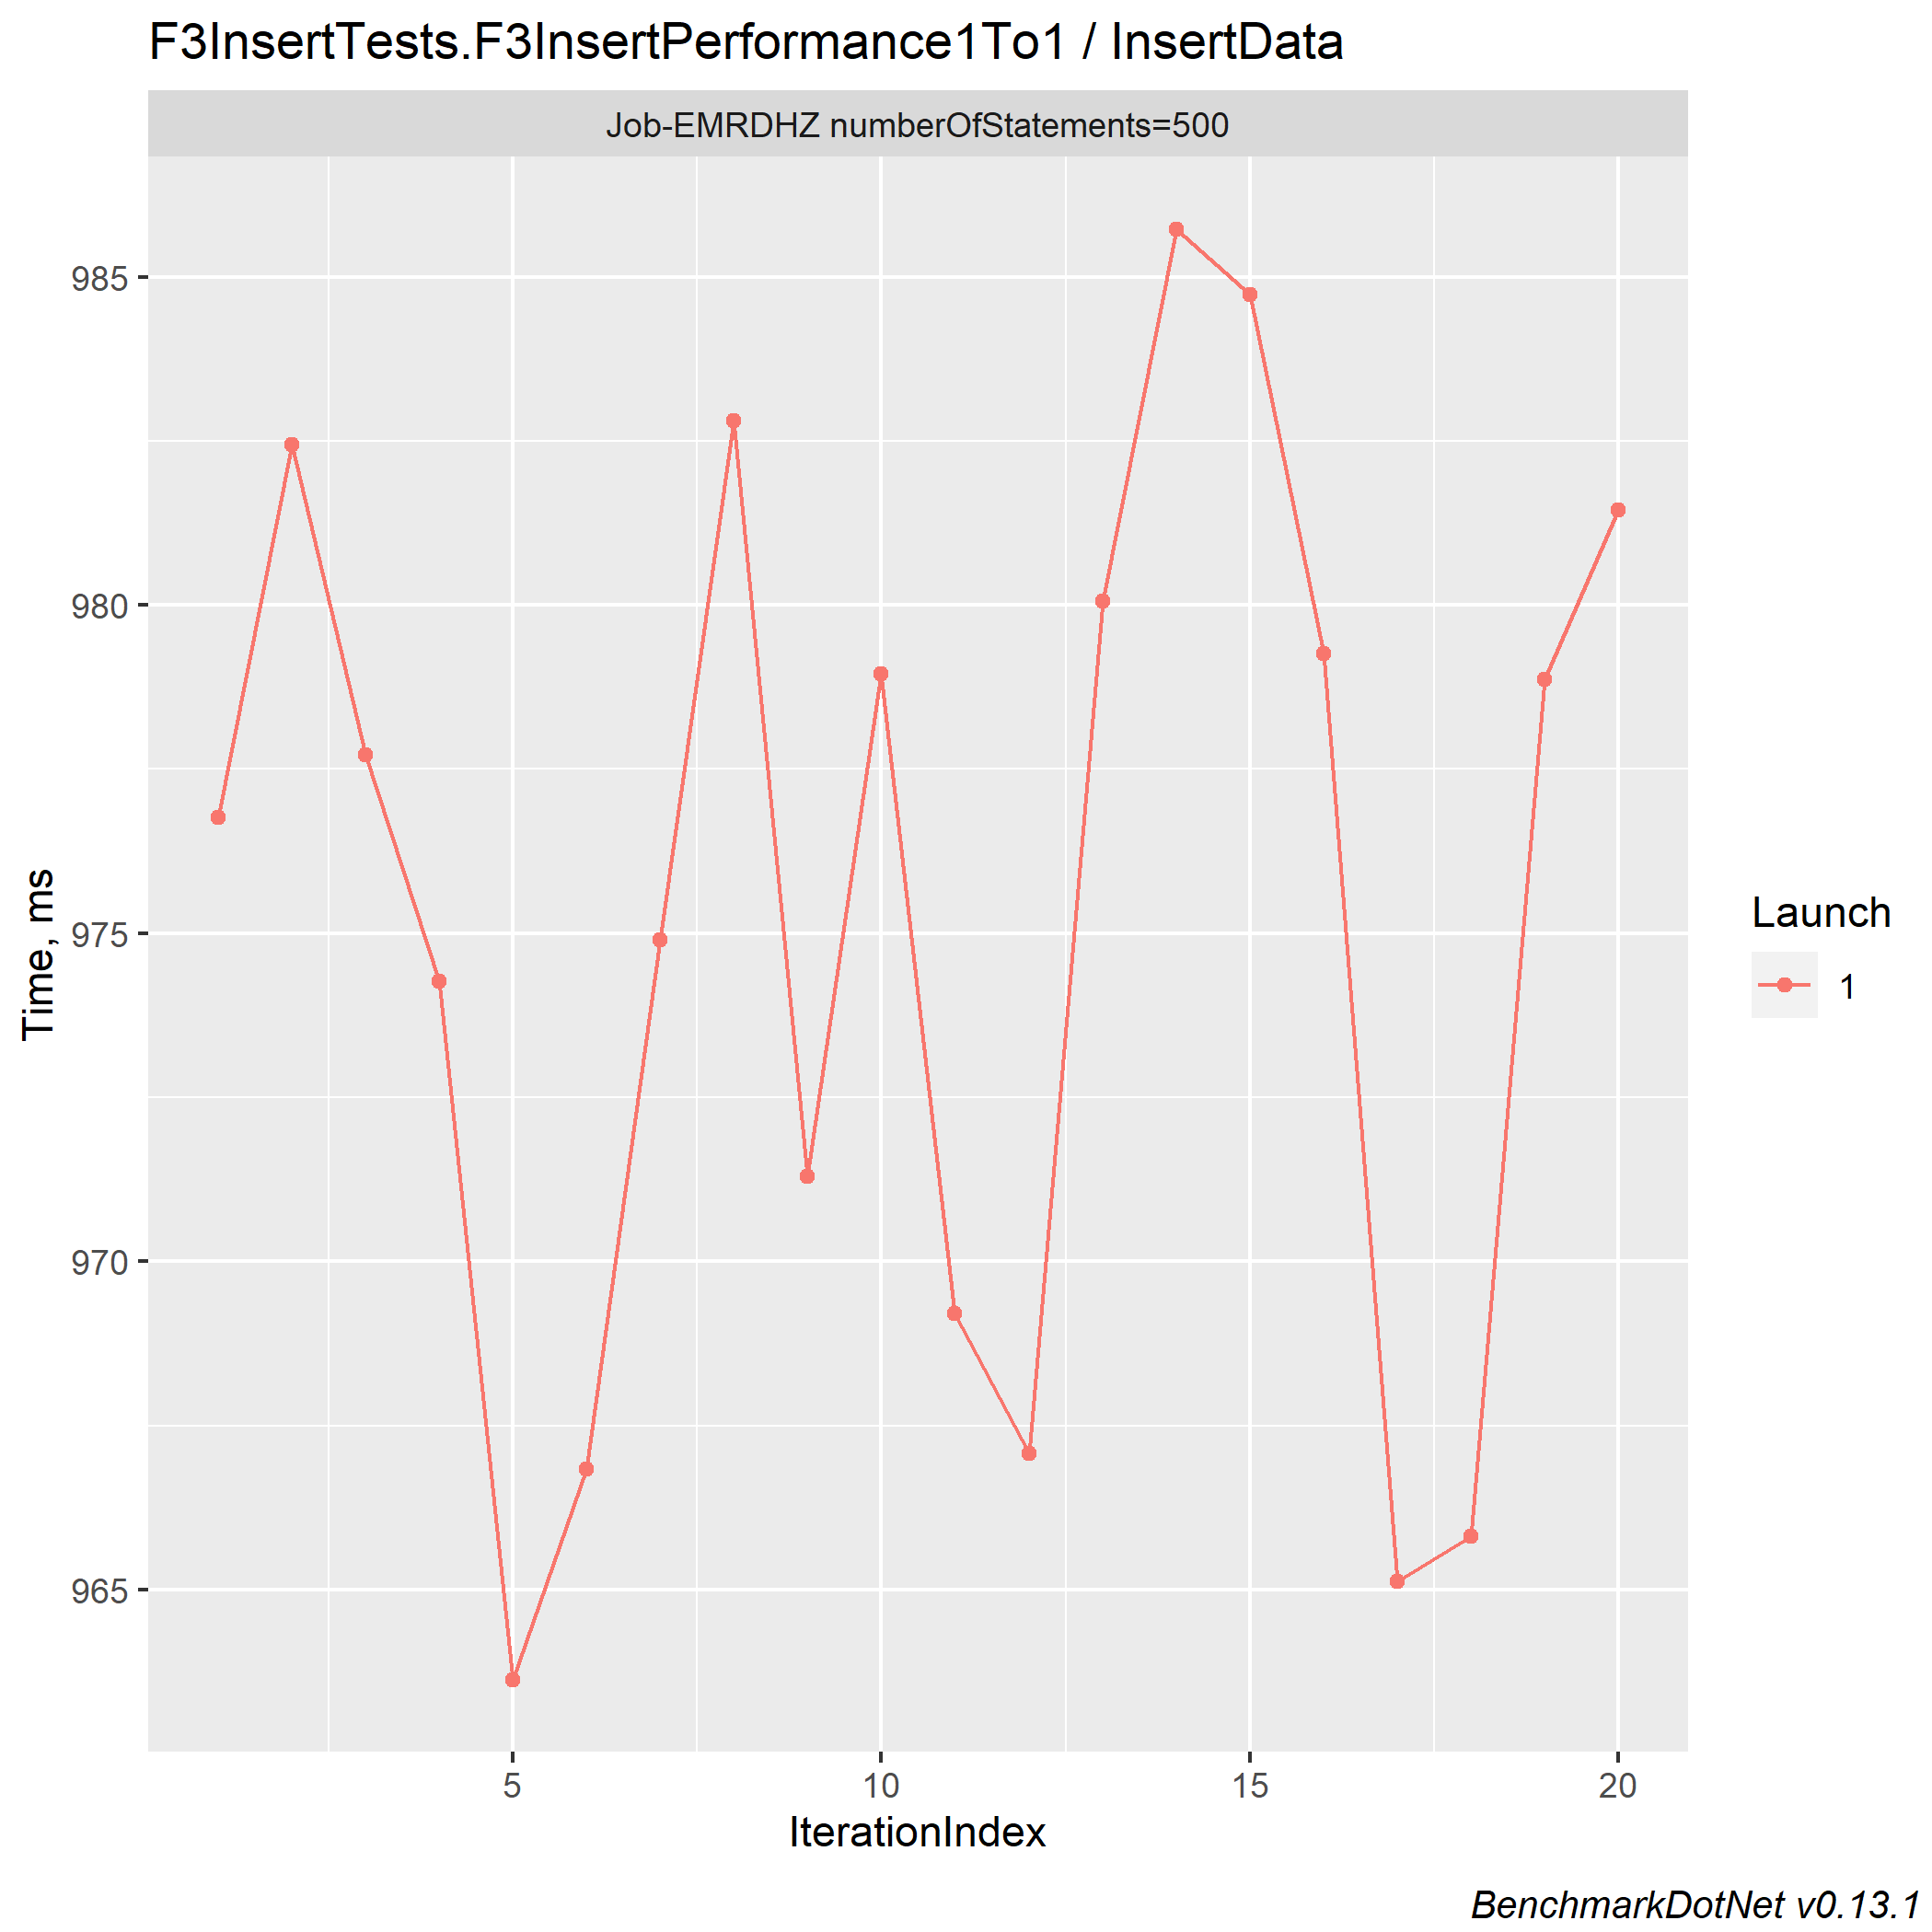 F3InsertTests.F3InsertPerformance1To1 / InsertData
Job-EMRDHZ numberOfStatements=500
985
980
975
970
965
Time, ms
5 10 15 20
IterationIndex
Launch
1
BenchmarkDotNet v0.13.1